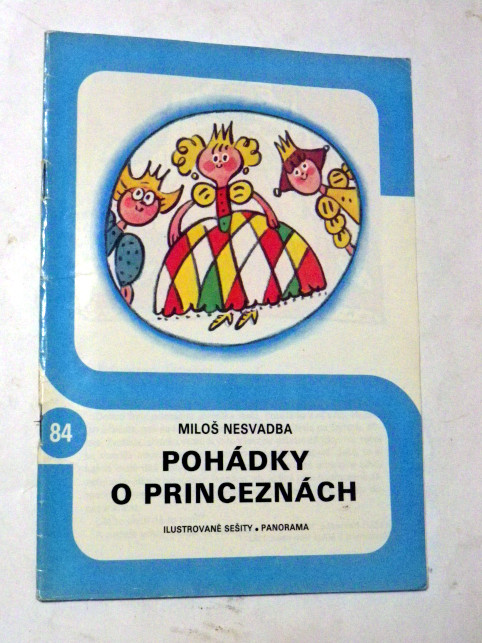 84
MILOŠ NESVADBA
POHÁDKY
O PRINCEZNÁCH
ILUSTROVANÉ SEŠITY • PANORAMA